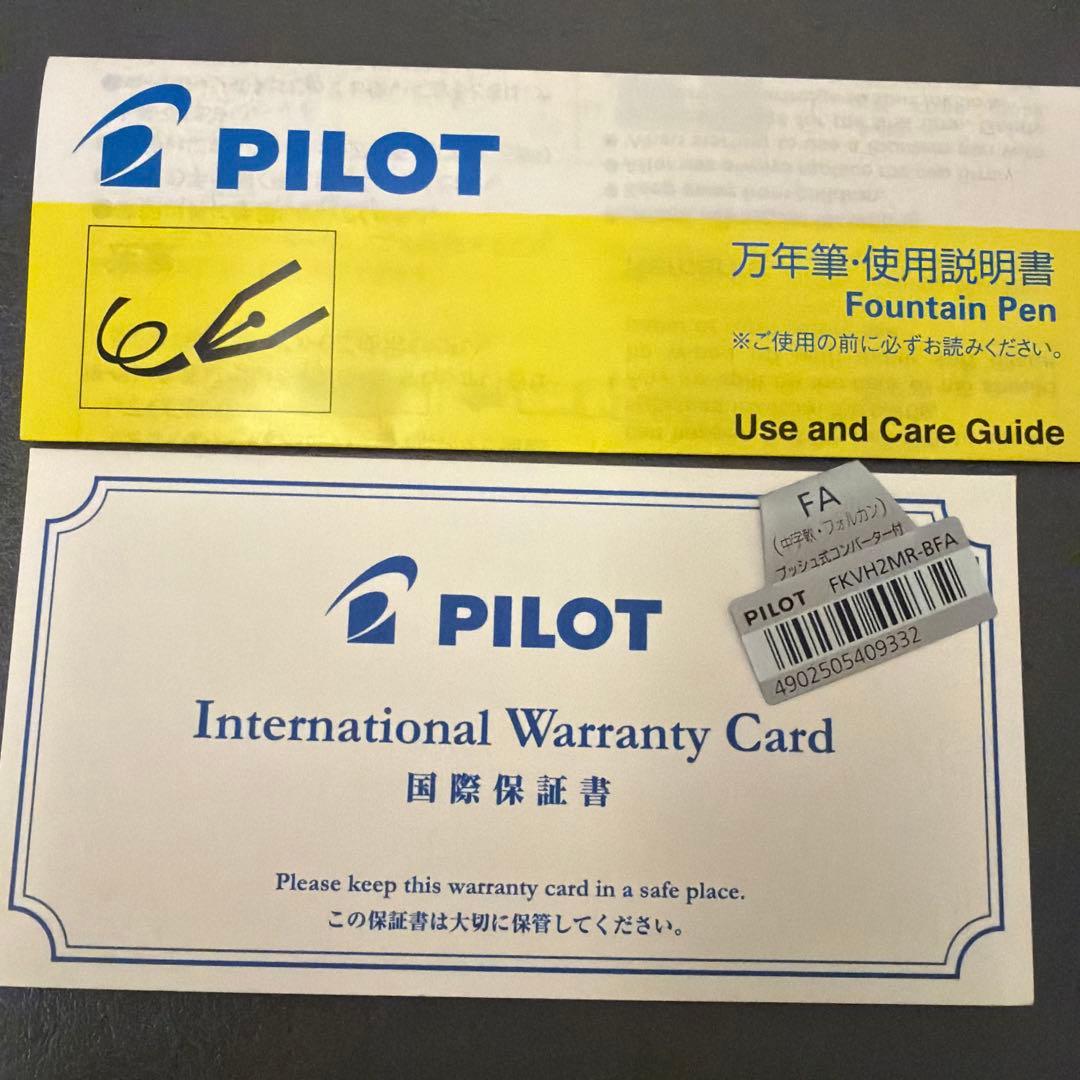 PILOT
万年筆・使用説明書
Fountain Pen
※ご使用の前に必ずお読みください。
Use and Care Guide
FA
(中字軟・フォルカン)
プッシュ式コンバーター付
PILOT FKVH2MR-BFA
4902505409332
PILOT
International Warranty Card
国際保証書
Please keep this warranty card in a safe place.
この保証書は大切に保管してください。